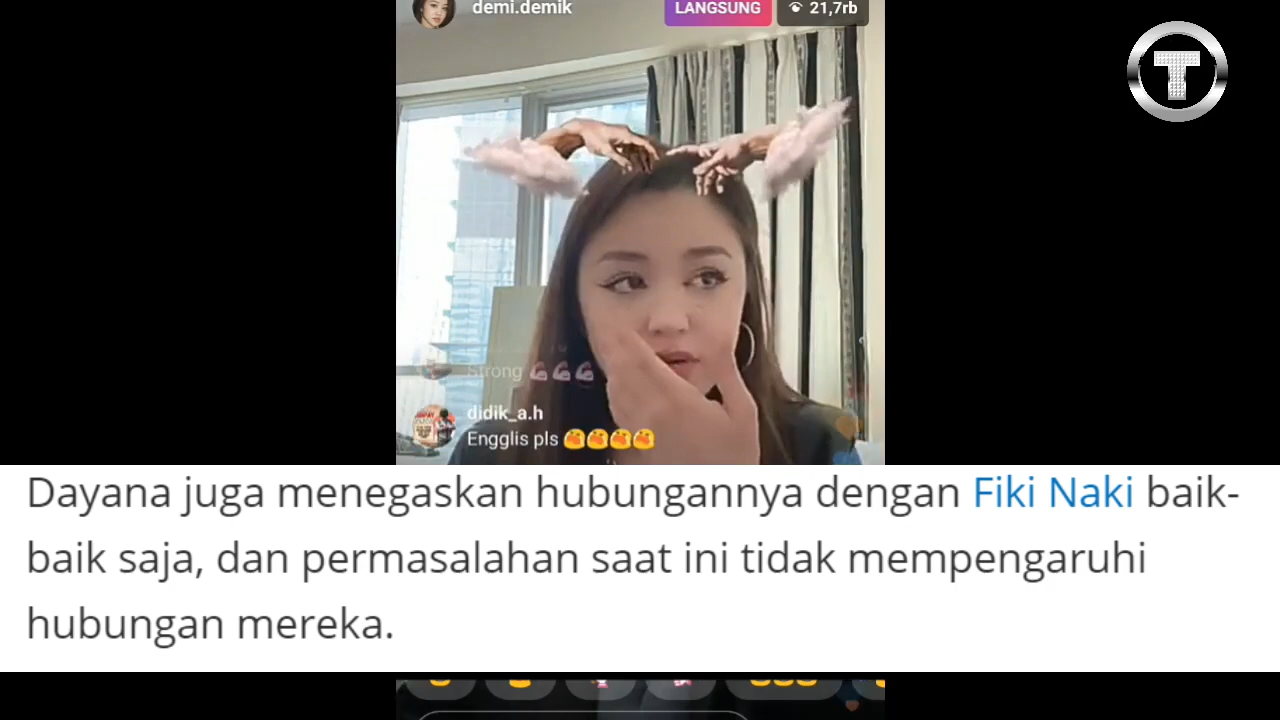 demi.demik
LANGSUNG
21,7rb
T
Strong 💪💪💪
didik_a.h
Engglis pls 🥰🥰🥰🥰
Dayana juga menegaskan hubungannya dengan Fiki Naki baik-
baik saja, dan permasalahan saat ini tidak mempengaruhi
hubungan mereka.